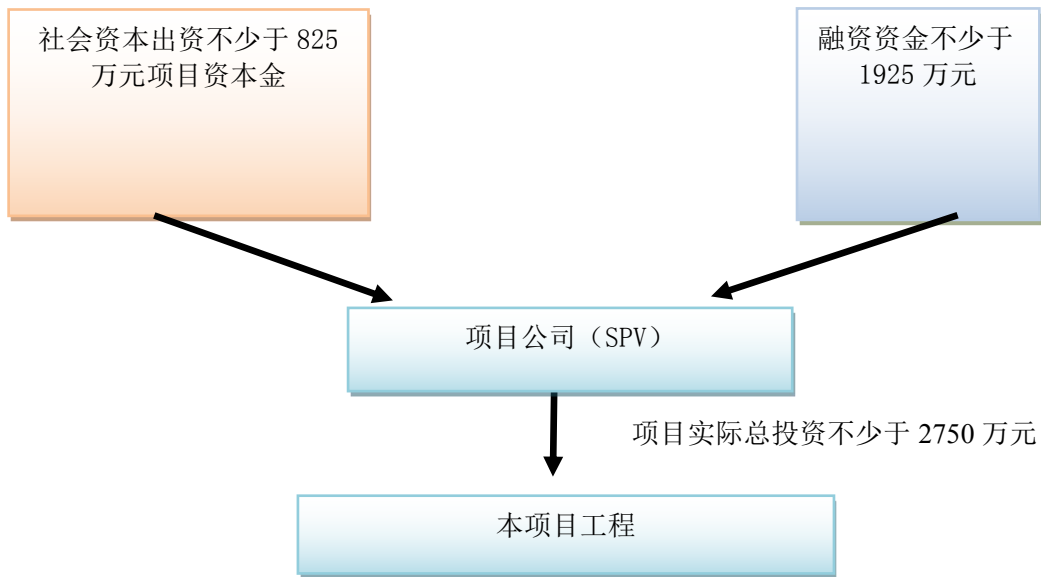 社会资本出资不少于 825
万元项目资本金
融资资金不少于
1925 万元
项目公司（SPV）
项目实际总投资不少于 2750 万元
本项目工程